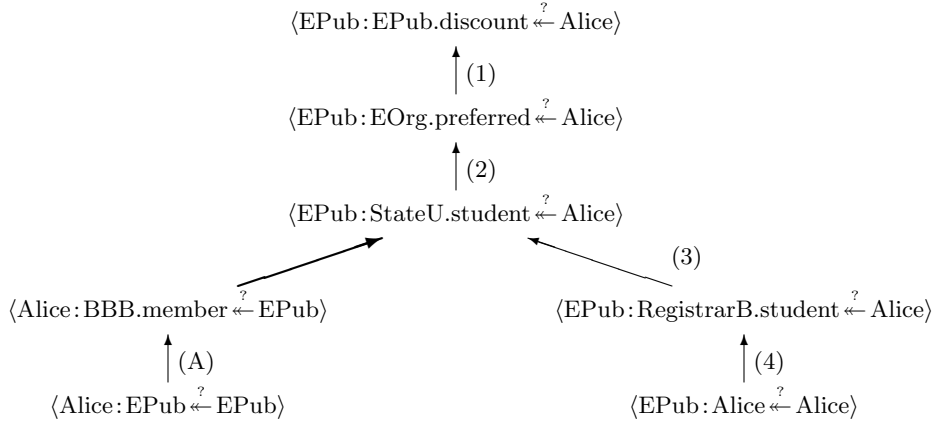 ⟨EPub:EPub.discount ↞? Alice⟩
(1)
⟨EPub:EOrg.preferred ↞? Alice⟩
(2)
⟨EPub:StateU.student ↞? Alice⟩
(3)
⟨Alice:BBB.member ↞? EPub⟩ ⟨EPub:RegistrarB.student ↞? Alice⟩
(A) (4)
⟨Alice:EPub ↞? EPub⟩ ⟨EPub:Alice ↞? Alice⟩